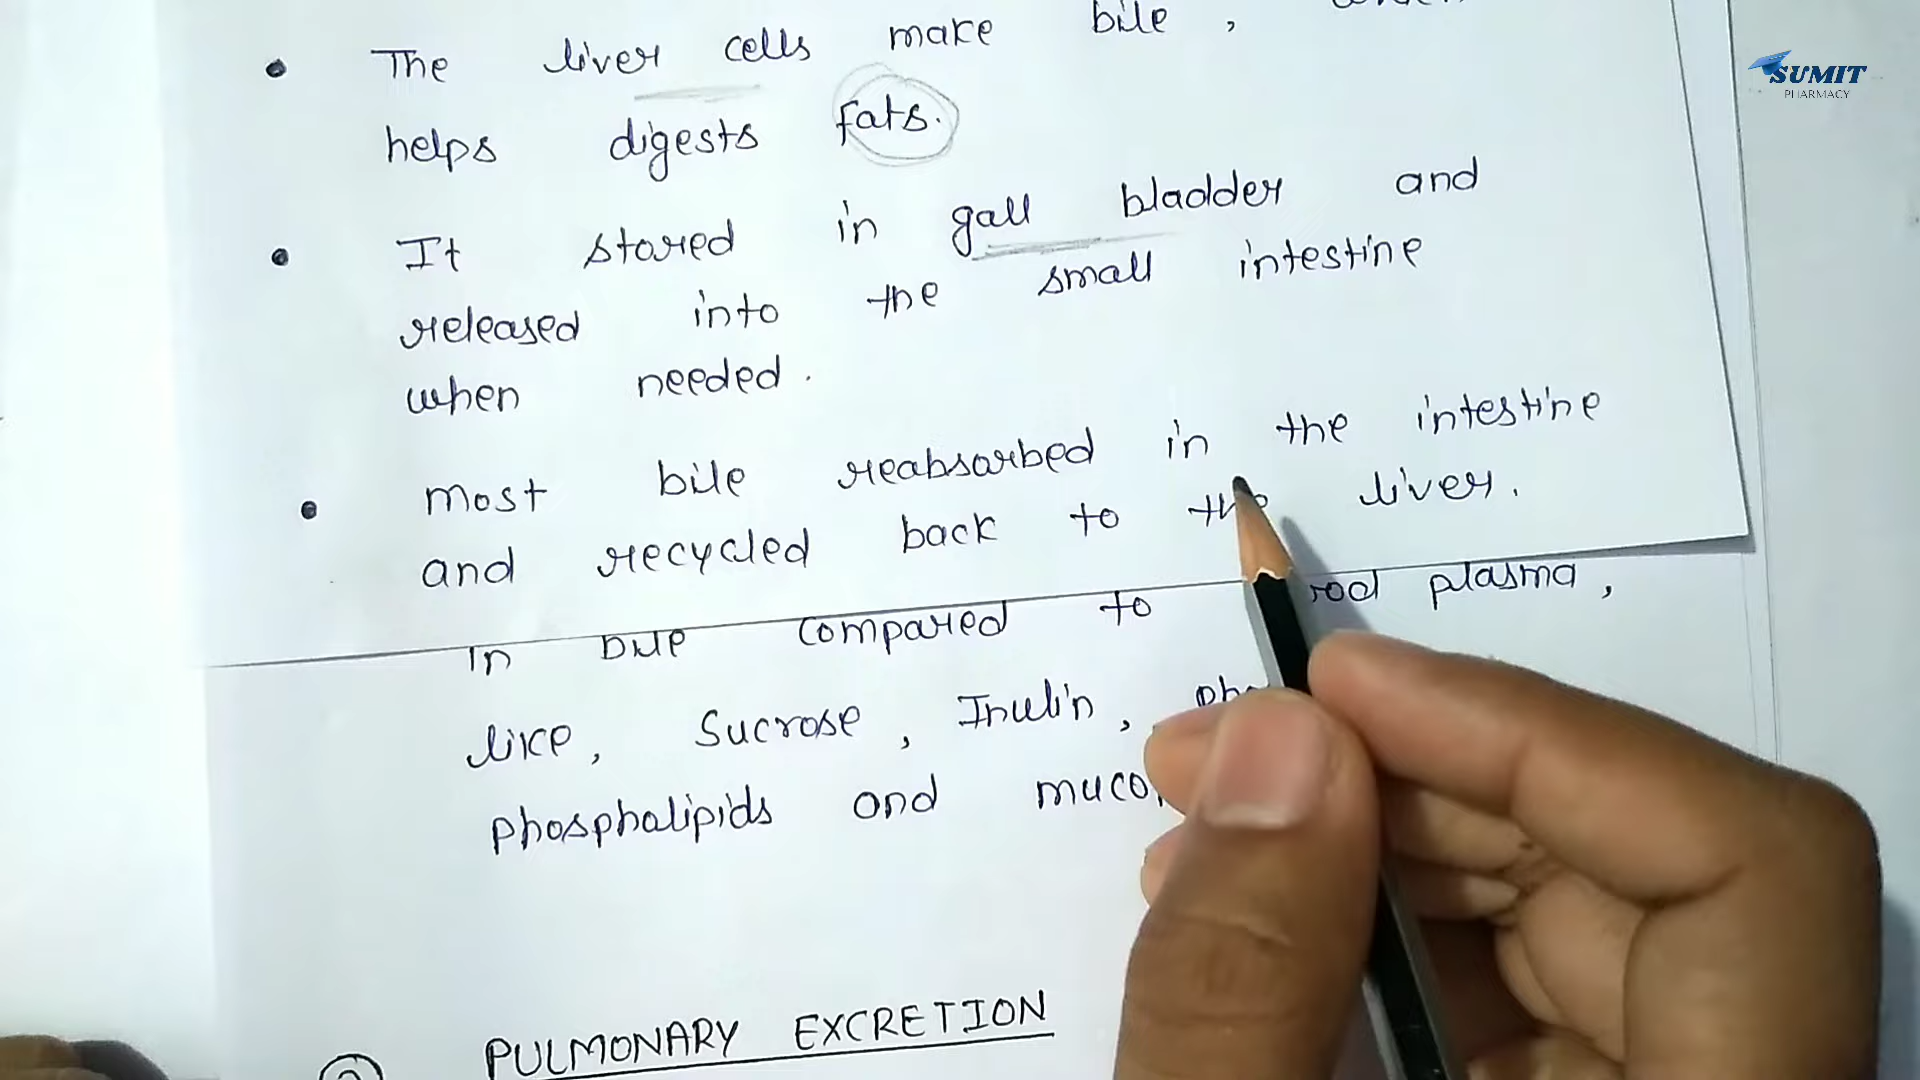 The liver cells make bile ,
helps digests fats.
It stored in gall bladder and
released into the small intestine
when needed.
most bile reabsorbed in the intestine
and recycled back to the liver.
In bile compared to plasma ,
like, Sucrose , Inulin ,
phosphalipids and
PULMONARY EXCRETION
SUMIT
PHARMACY